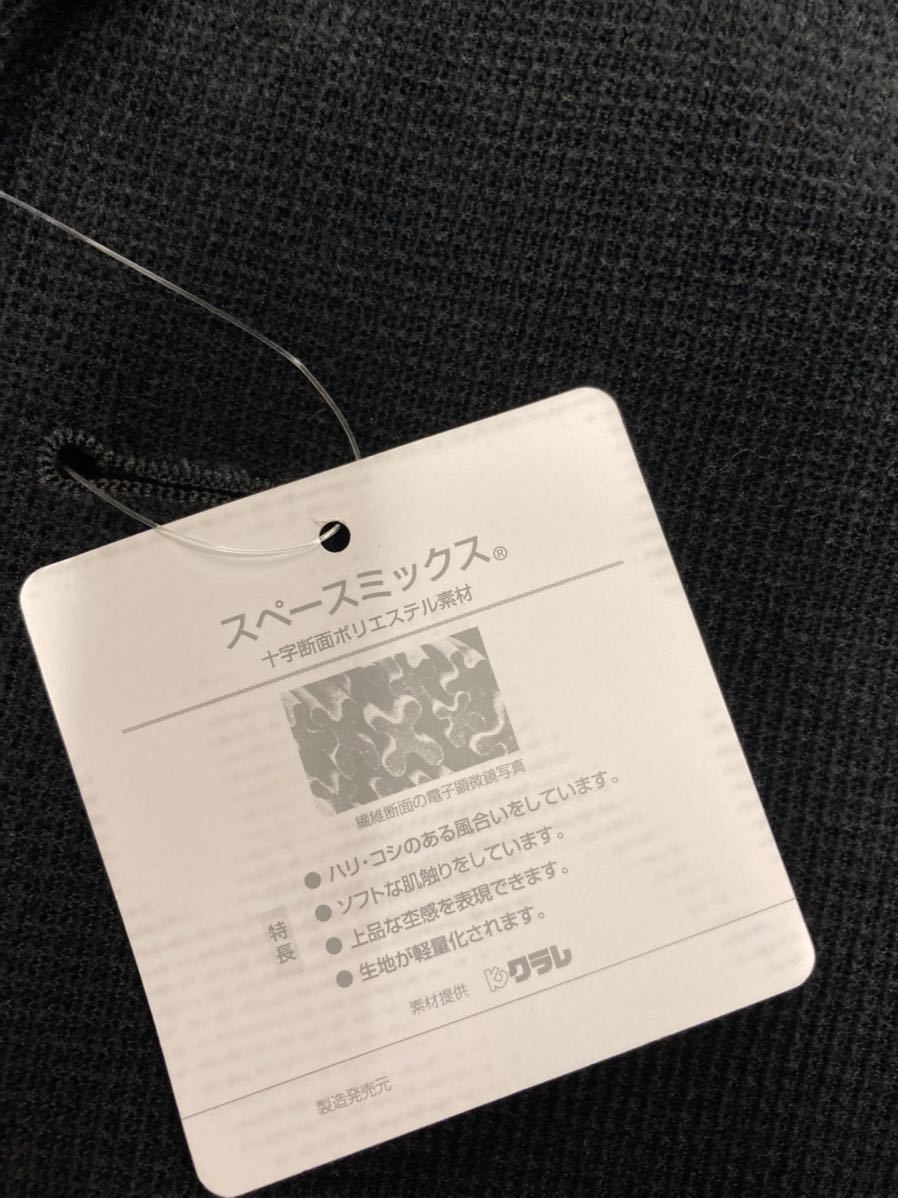 スペースミックス®
十字断面ポリエステル素材
繊維断面の電子顕微鏡写真
特長
● ハリ・コシのある風合いをしています。
● ソフトな肌触りをしています。
● 上品な杢感を表現できます。
● 生地が軽量化されます。
素材提供 クラレ
製造発売元